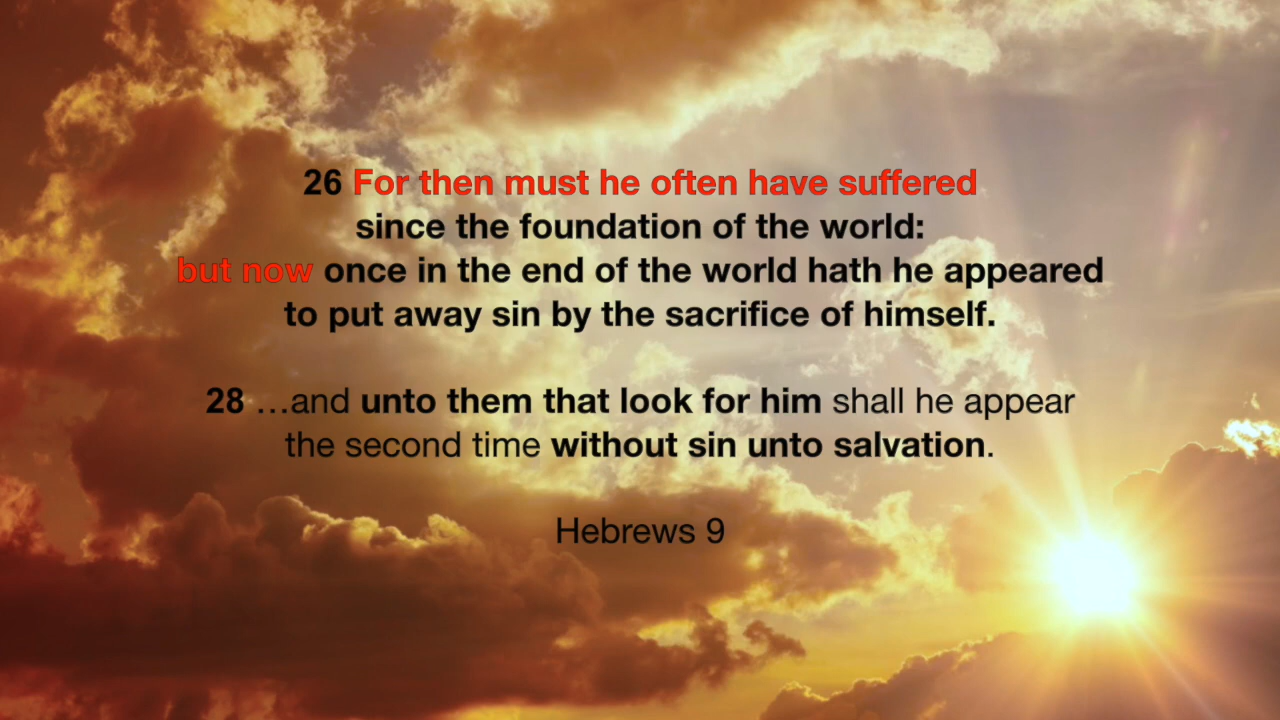 26 For then must he often have suffered
since the foundation of the world:
but now once in the end of the world hath he appeared
to put away sin by the sacrifice of himself.
28 …and unto them that look for him shall he appear
the second time without sin unto salvation.
Hebrews 9